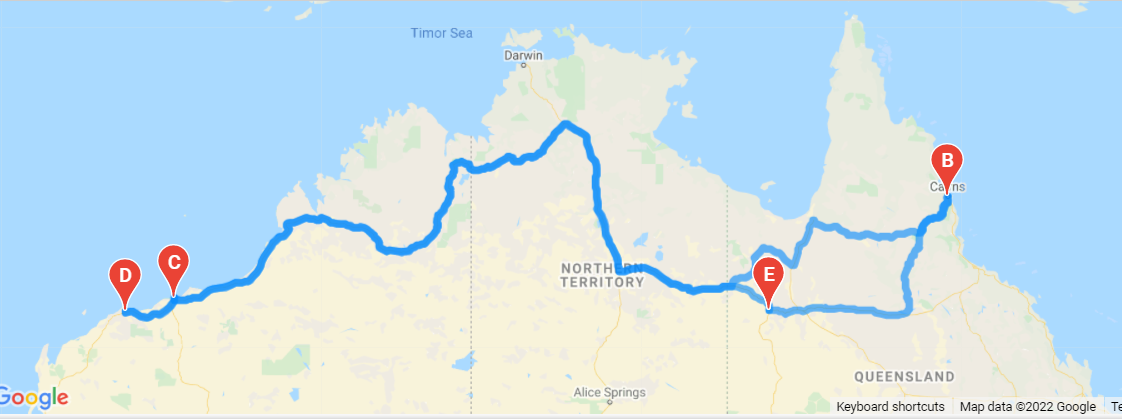 Timor Sea
Darwin
B
Cairns
C
D
E
NORTHERN
TERRITORY
QUEENSLAND
Alice Springs
Google
Keyboard shortcuts
Map data ©2022 Google
Te